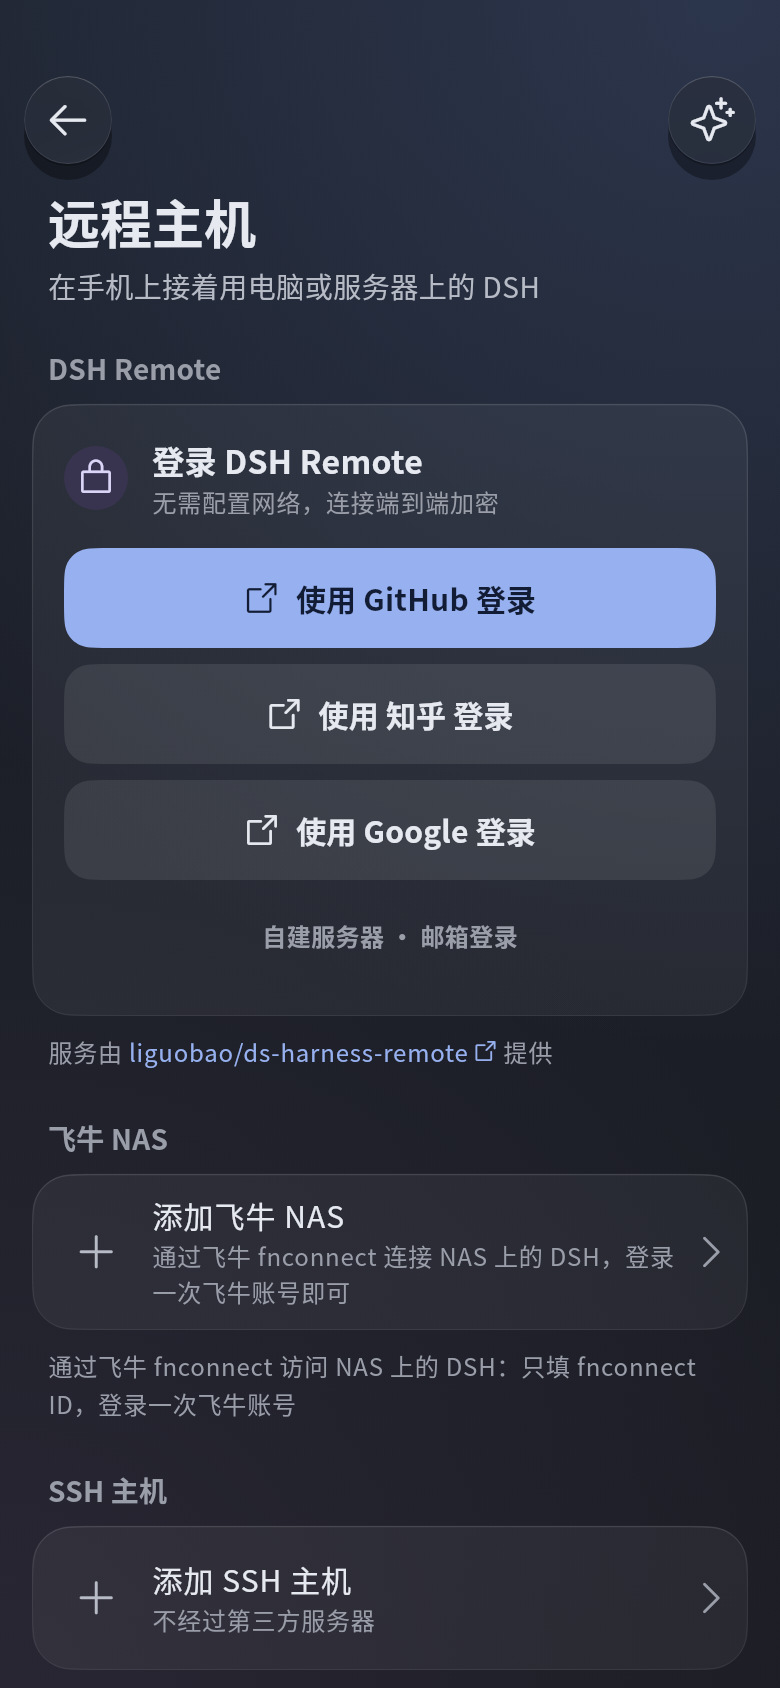 远程主机
在手机上接着用电脑或服务器上的 DSH
DSH Remote
登录 DSH Remote
无需配置网络，连接端到端加密
使用 GitHub 登录
使用 知乎 登录
使用 Google 登录
自建服务器 · 邮箱登录
服务由 liguobao/ds-harness-remote 提供
飞牛 NAS
添加飞牛 NAS
通过飞牛 fnconnect 连接 NAS 上的 DSH，登录
一次飞牛账号即可
通过飞牛 fnconnect 访问 NAS 上的 DSH：只填 fnconnect
ID，登录一次飞牛账号
SSH 主机
添加 SSH 主机
不经过第三方服务器